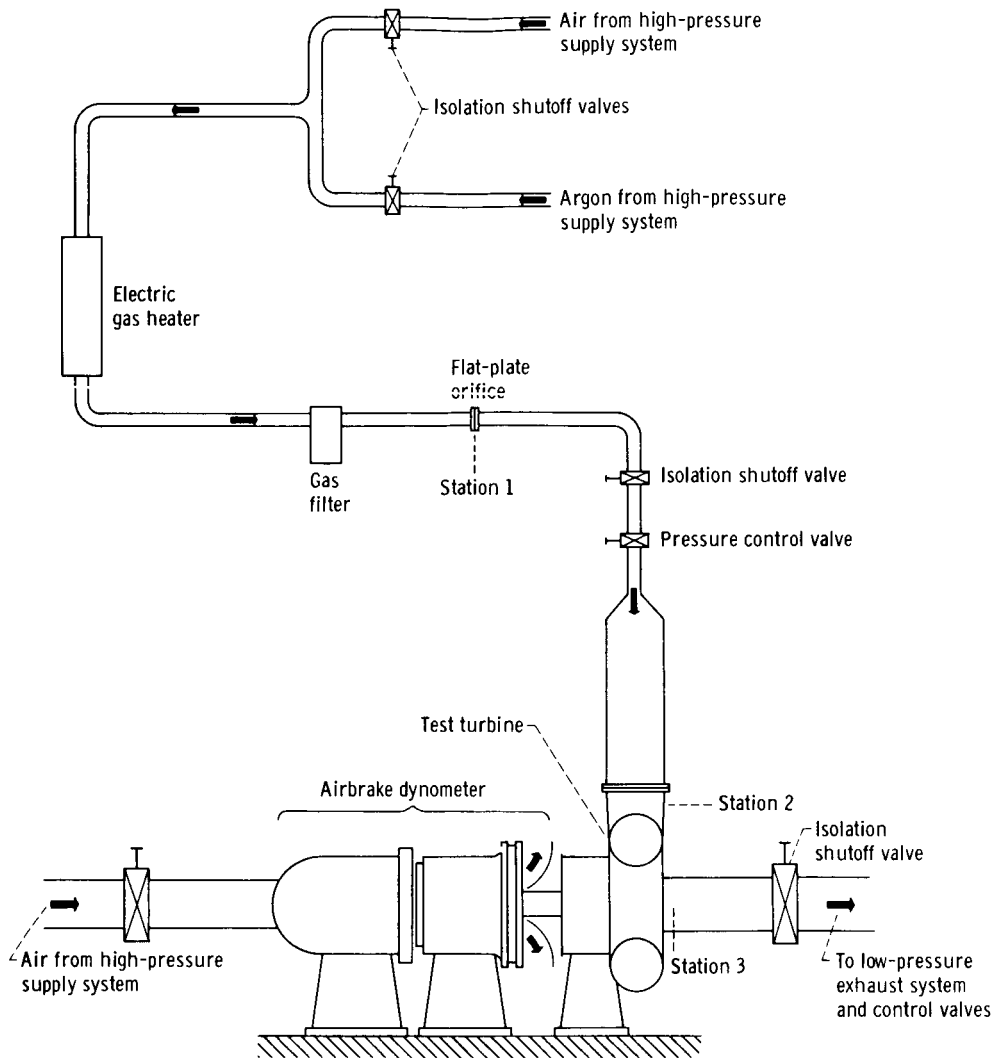 Air from high-pressure
supply system
Isolation shutoff valves
Argon from high-pressure
supply system
Electric
gas heater
Flat-plate
orifice
Gas
filter
Station 1
Isolation shutoff valve
Pressure control valve
Test turbine
Airbrake dynometer
Station 2
Isolation
shutoff valve
Air from high-pressure
supply system
Station 3
To low-pressure
exhaust system
and control valves